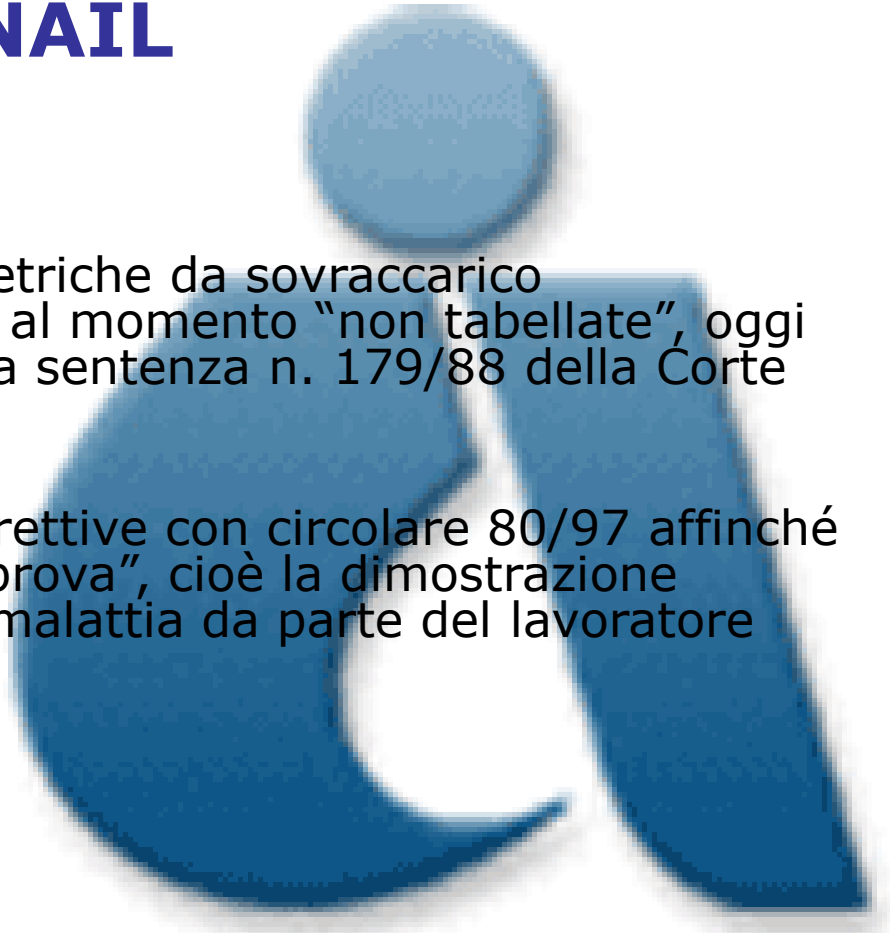 NAIL
etriche da sovraccarico
al momento “non tabellate”, oggi
a sentenza n. 179/88 della Corte
rettive con circolare 80/97 affinché
prova”, cioè la dimostrazione
malattia da parte del lavoratore